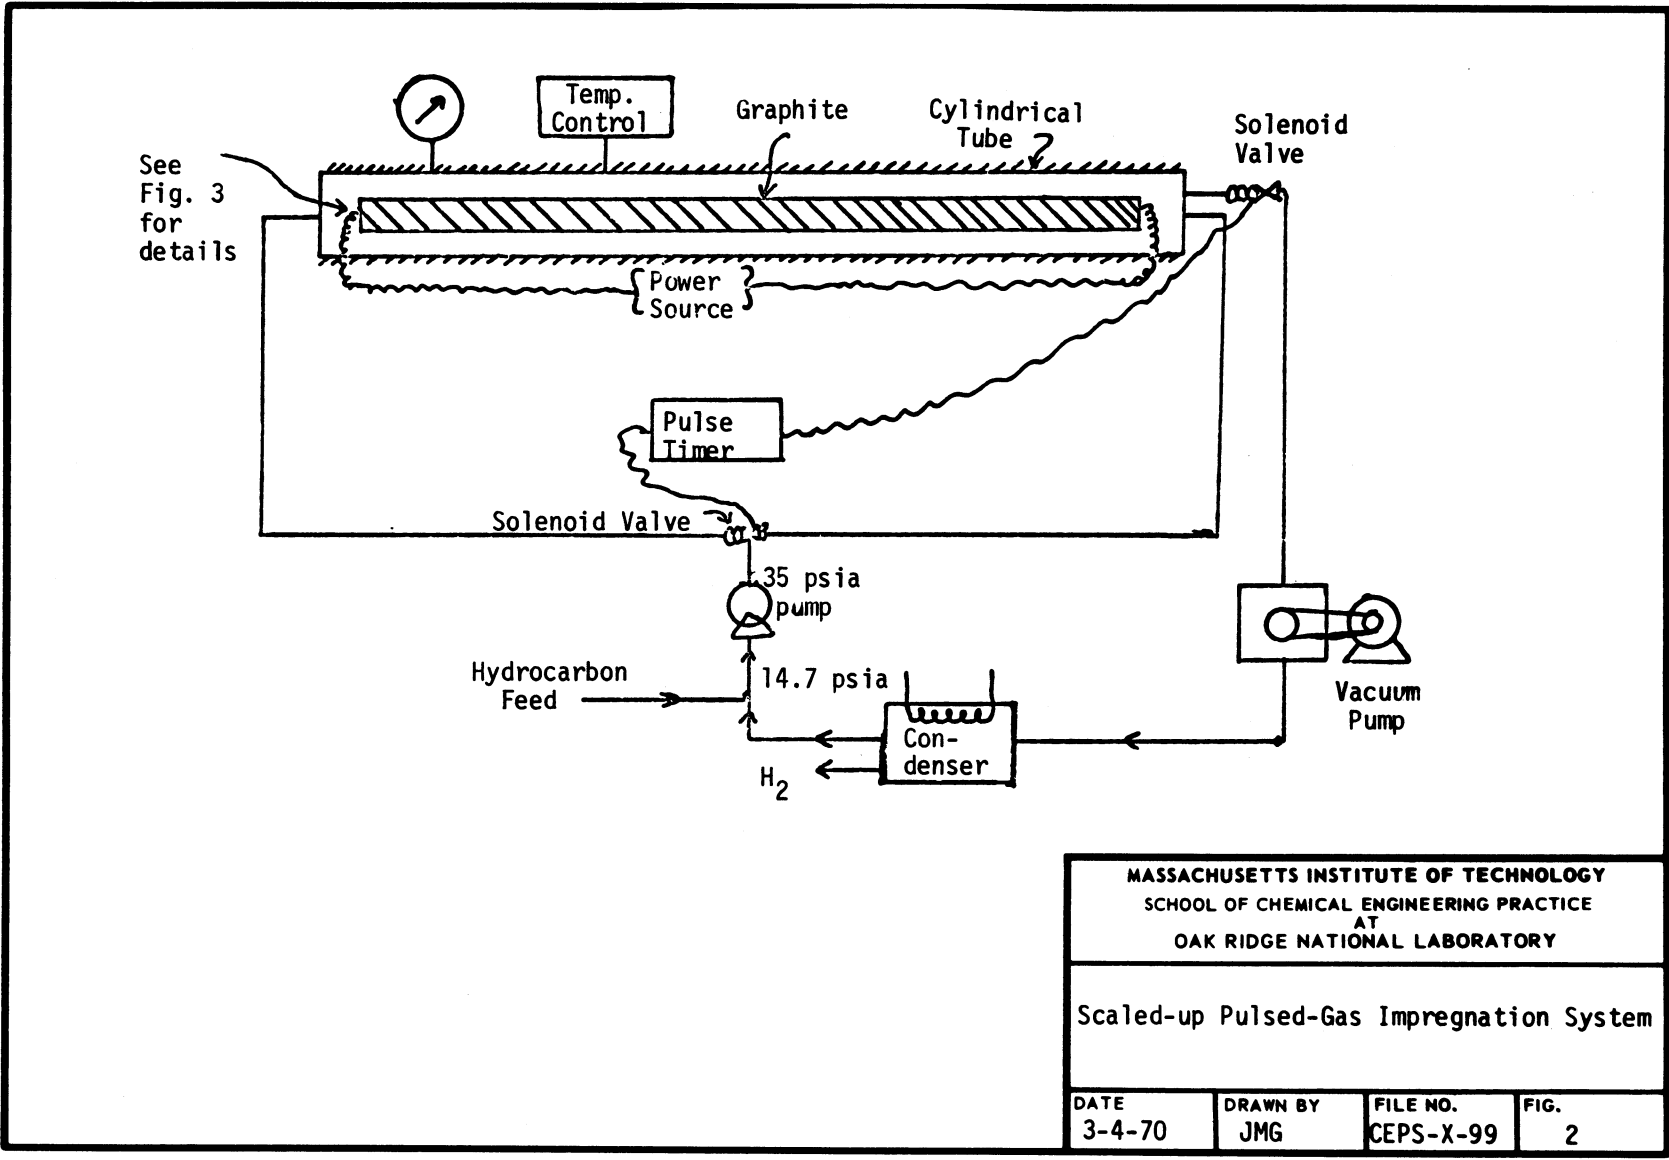 Temp.
Control
Graphite
Cylindrical
Tube
Solenoid
Valve
See
Fig. 3
for
details
Power
Source
Pulse
Timer
Solenoid Valve
35 psia
pump
Hydrocarbon
Feed
14.7 psia
Con-
denser
H2
Vacuum
Pump
MASSACHUSETTS INSTITUTE OF TECHNOLOGY
SCHOOL OF CHEMICAL ENGINEERING PRACTICE
AT
OAK RIDGE NATIONAL LABORATORY
Scaled-up Pulsed-Gas Impregnation System
DATE
3-4-70
DRAWN BY
JMG
FILE NO.
CEPS-X-99
FIG.
2